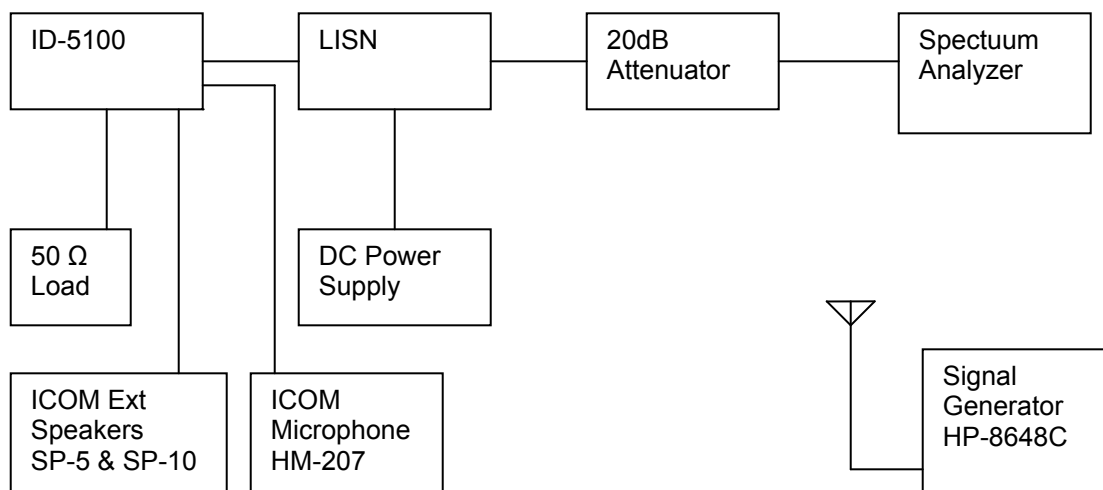 ID-5100
LISN
20dB
Attenuator
Spectuum
Analyzer
50 Ω
Load
DC Power
Supply
ICOM Ext
Speakers
SP-5 & SP-10
ICOM
Microphone
HM-207
Signal
Generator
HP-8648C